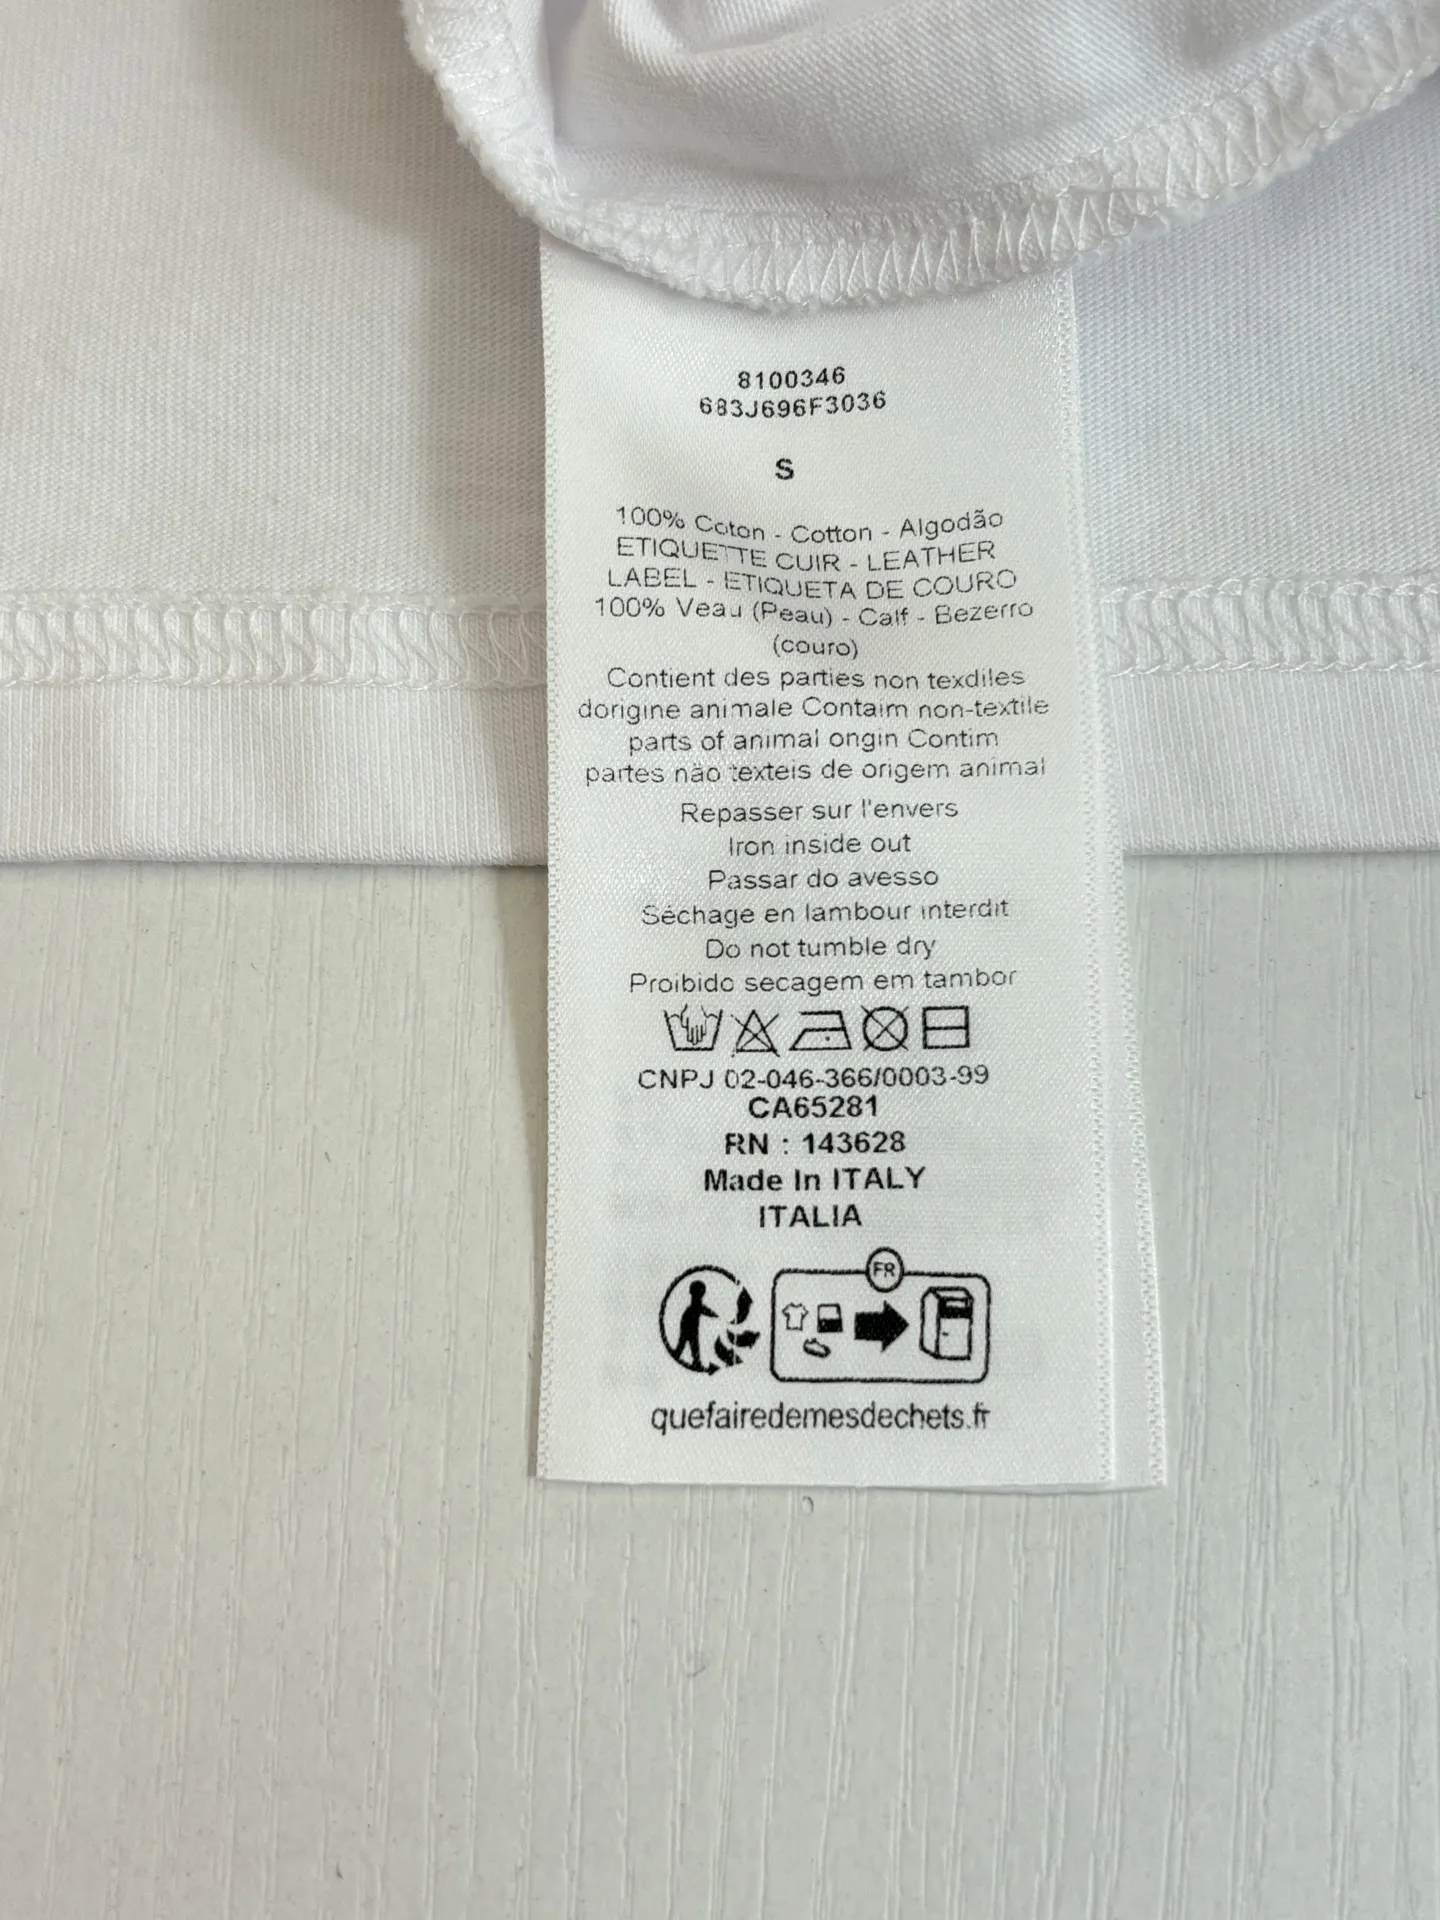 8100346
683J696F3036
S
100% Coton - Cotton - Algodão
ETIQUETTE CUIR - LEATHER
LABEL - ETIQUETA DE COURO
100% Veau (Peau) - Calf - Bezerro
(couro)
Contient des parties non texdiles
dorigine animale Contaim non-textile
parts of animal ongin Contim
partes não texteis de origem animal
Repasser sur l'envers
Iron inside out
Passar do avesso
Séchage en lambour interdit
Do not tumble dry
Proibido secagem em tambor
CNPJ 02-046-366/0003-99
CA65281
RN : 143628
Made In ITALY
ITALIA
FR
quefairedemesdechets.fr